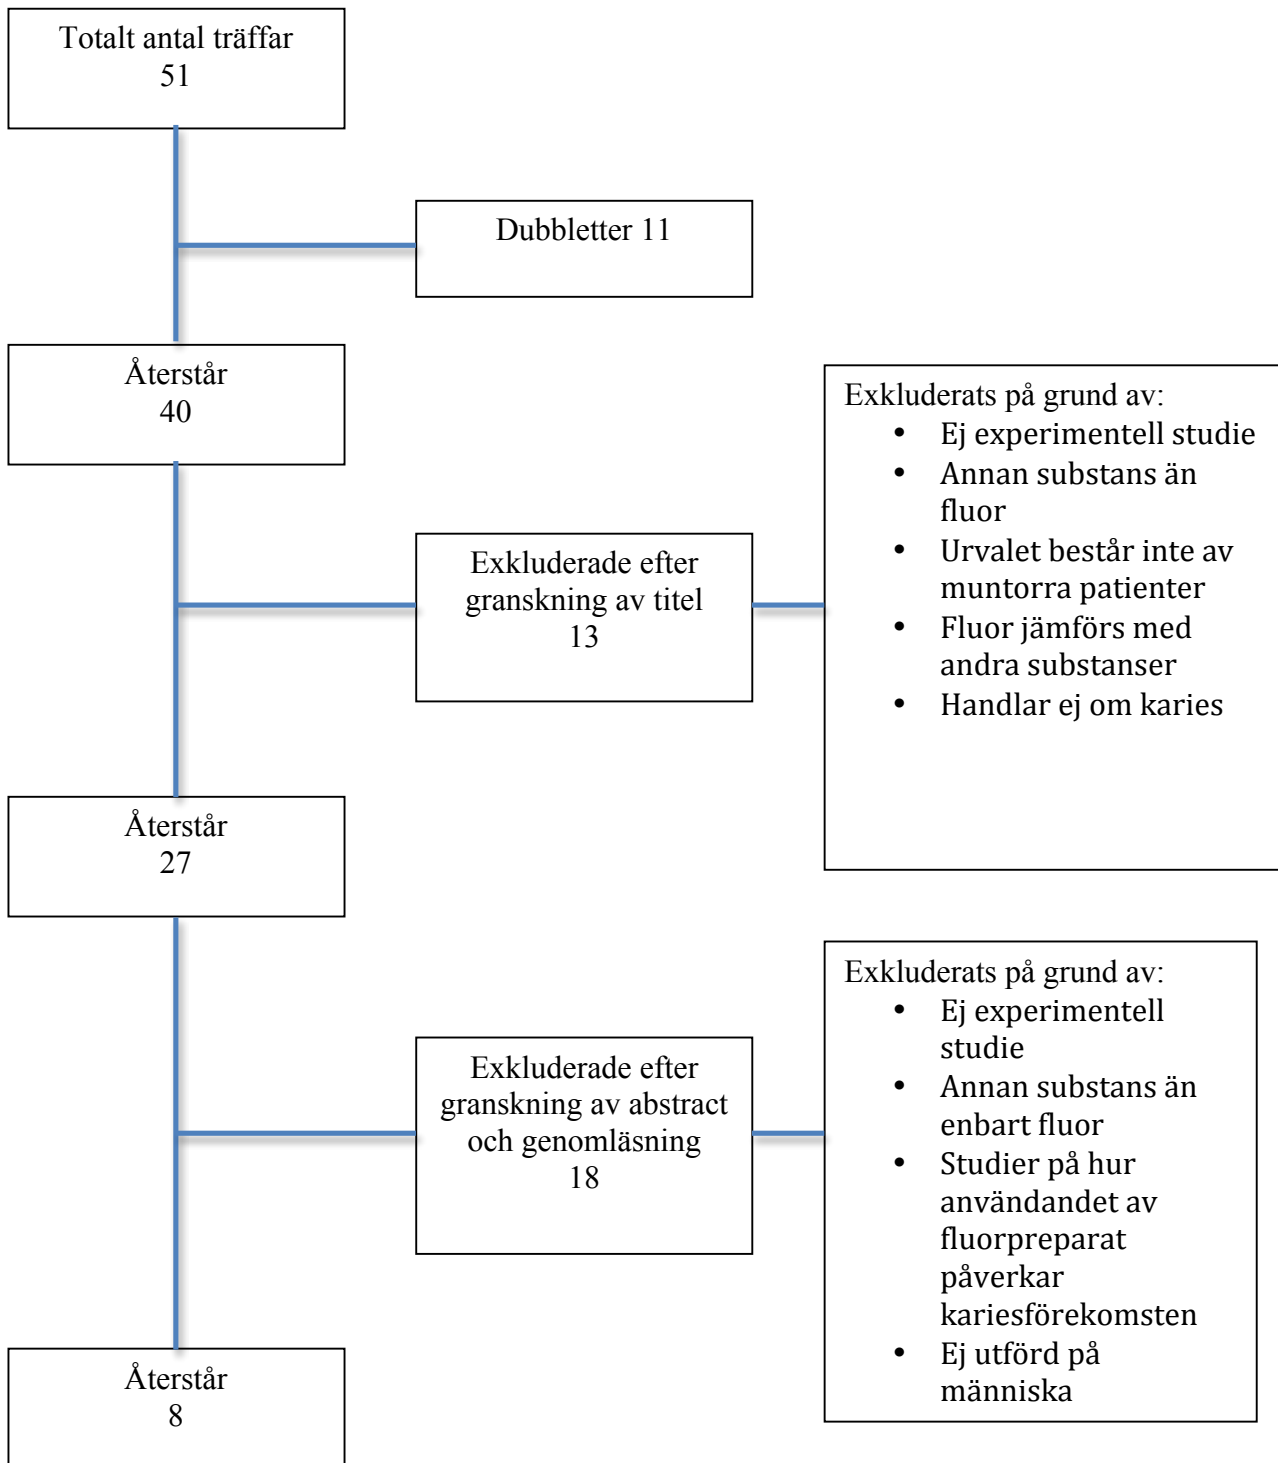 Totalt antal träffar
51
Dubbletter 11
Återstår
40
Exkluderade efter
granskning av titel
13
Exkluderats på grund av:
• Ej experimentell studie
• Annan substans än
fluor
• Urvalet består inte av
muntorra patienter
• Fluor jämförs med
andra substanser
• Handlar ej om karies
Återstår
27
Exkluderade efter
granskning av abstract
och genomläsning
18
Exkluderats på grund av:
• Ej experimentell
studie
• Annan substans än
enbart fluor
• Studier på hur
användandet av
fluorpreparat
påverkar
kariesförekomsten
• Ej utförd på
människa
Återstår
8